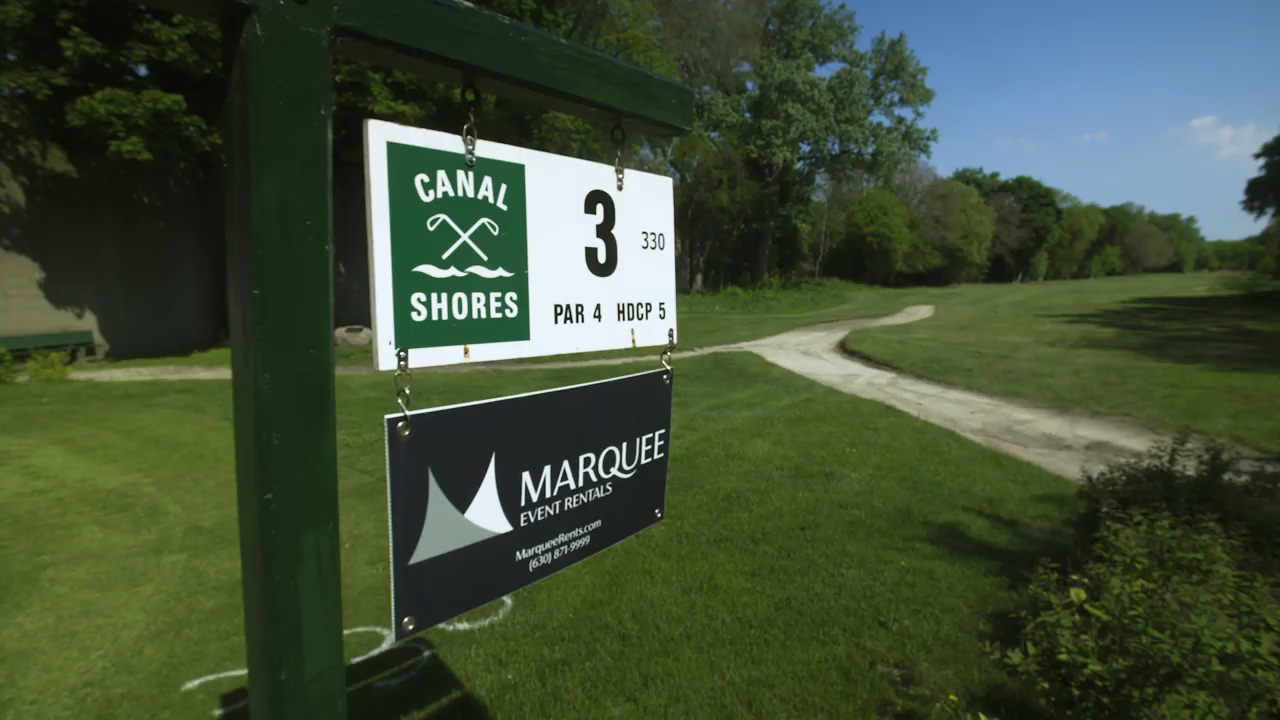 CANAL
SHORES
3
330
PAR 4 HDCP 5
MARQUEE
EVENT RENTALS
MarqueeRents.com
(630) 871-9999